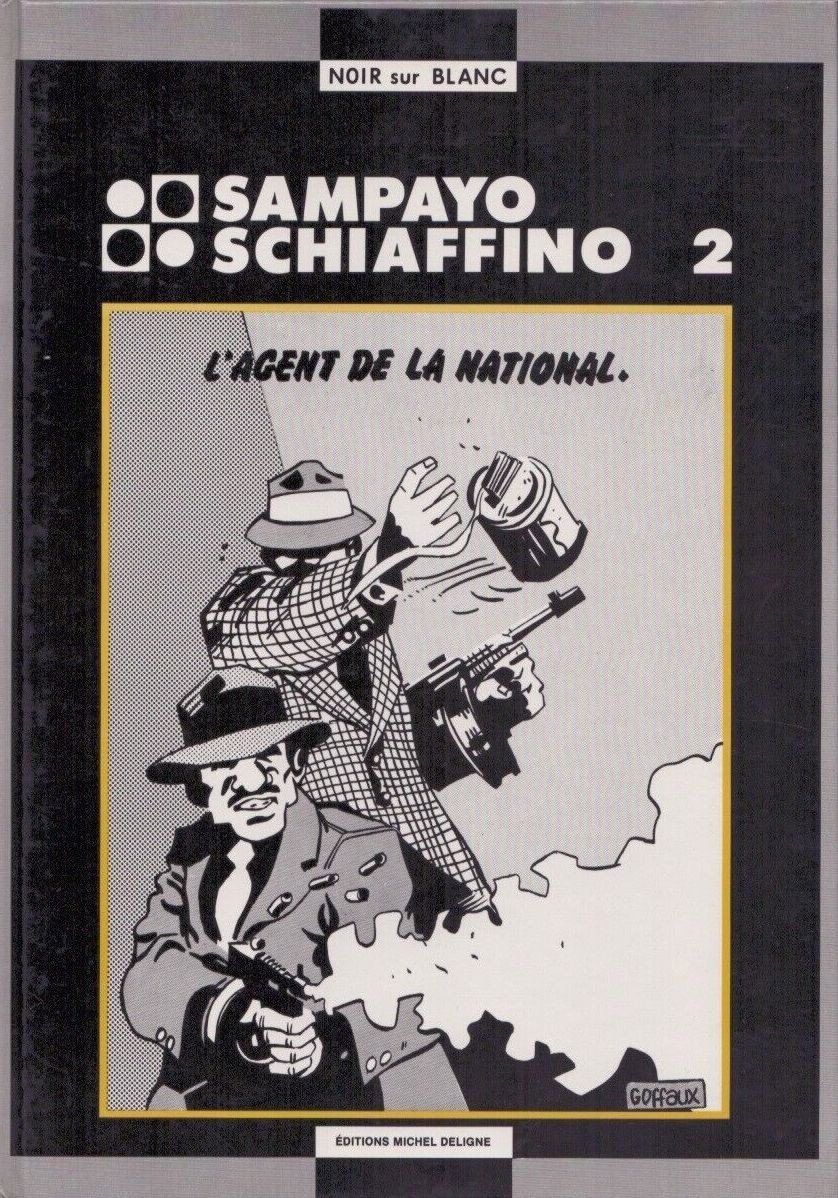 NOIR sur BLANC
SAMPAYO
SCHIAFFINO 2
L'AGENT DE LA NATIONAL.
GOFFAUX
ÉDITIONS MICHEL DELIGNE